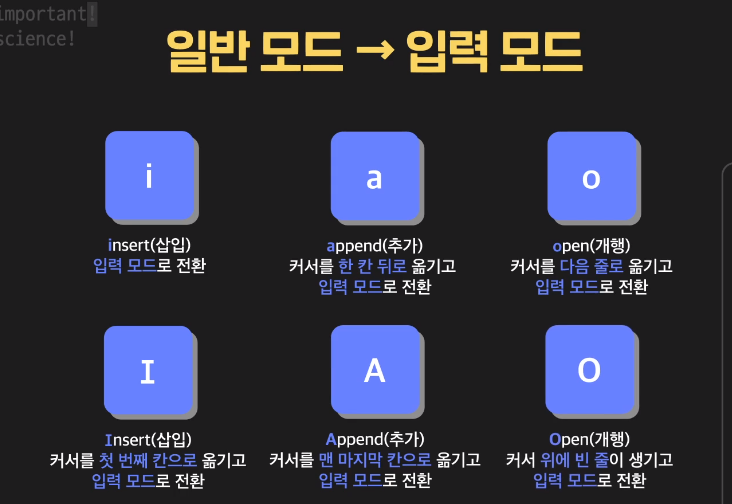 important!
science!
일반 모드 → 입력 모드
i
a
o
insert(삽입)
입력 모드로 전환
append(추가)
커서를 한 칸 뒤로 옮기고
입력 모드로 전환
open(개행)
커서를 다음 줄로 옮기고
입력 모드로 전환
I
A
O
Insert(삽입)
커서를 첫 번째 칸으로 옮기고
입력 모드로 전환
Append(추가)
커서를 맨 마지막 칸으로 옮기고
입력 모드로 전환
Open(개행)
커서 위에 빈 줄이 생기고
입력 모드로 전환